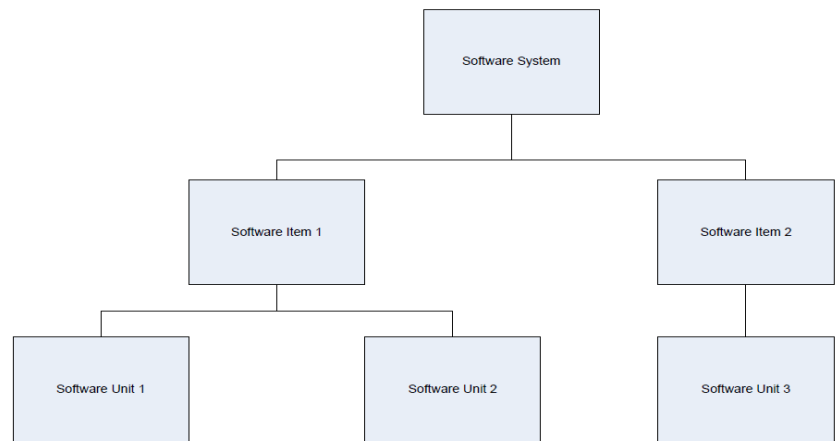 Software System
Software Item 1
Software Item 2
Software Unit 1
Software Unit 2
Software Unit 3